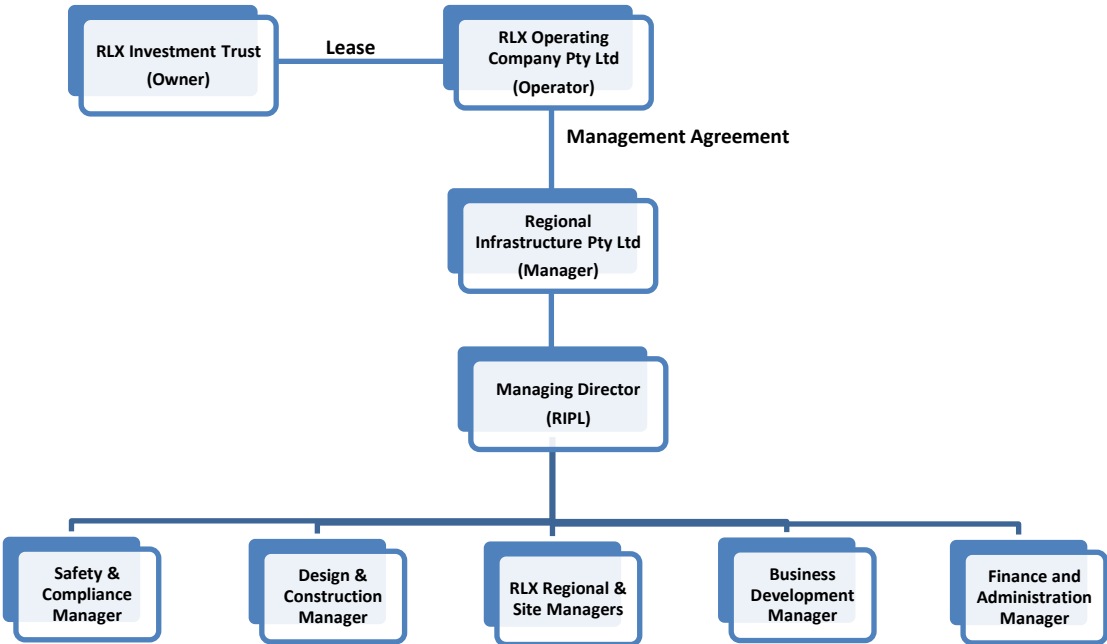 RLX Investment Trust
(Owner)
Lease
RLX Operating
Company Pty Ltd
(Operator)
Management Agreement
Regional
Infrastructure Pty Ltd
(Manager)
Managing Director
(RIPL)
Safety &
Compliance
Manager
Design &
Construction
Manager
RLX Regional &
Site Managers
Business
Development
Manager
Finance and
Administration
Manager